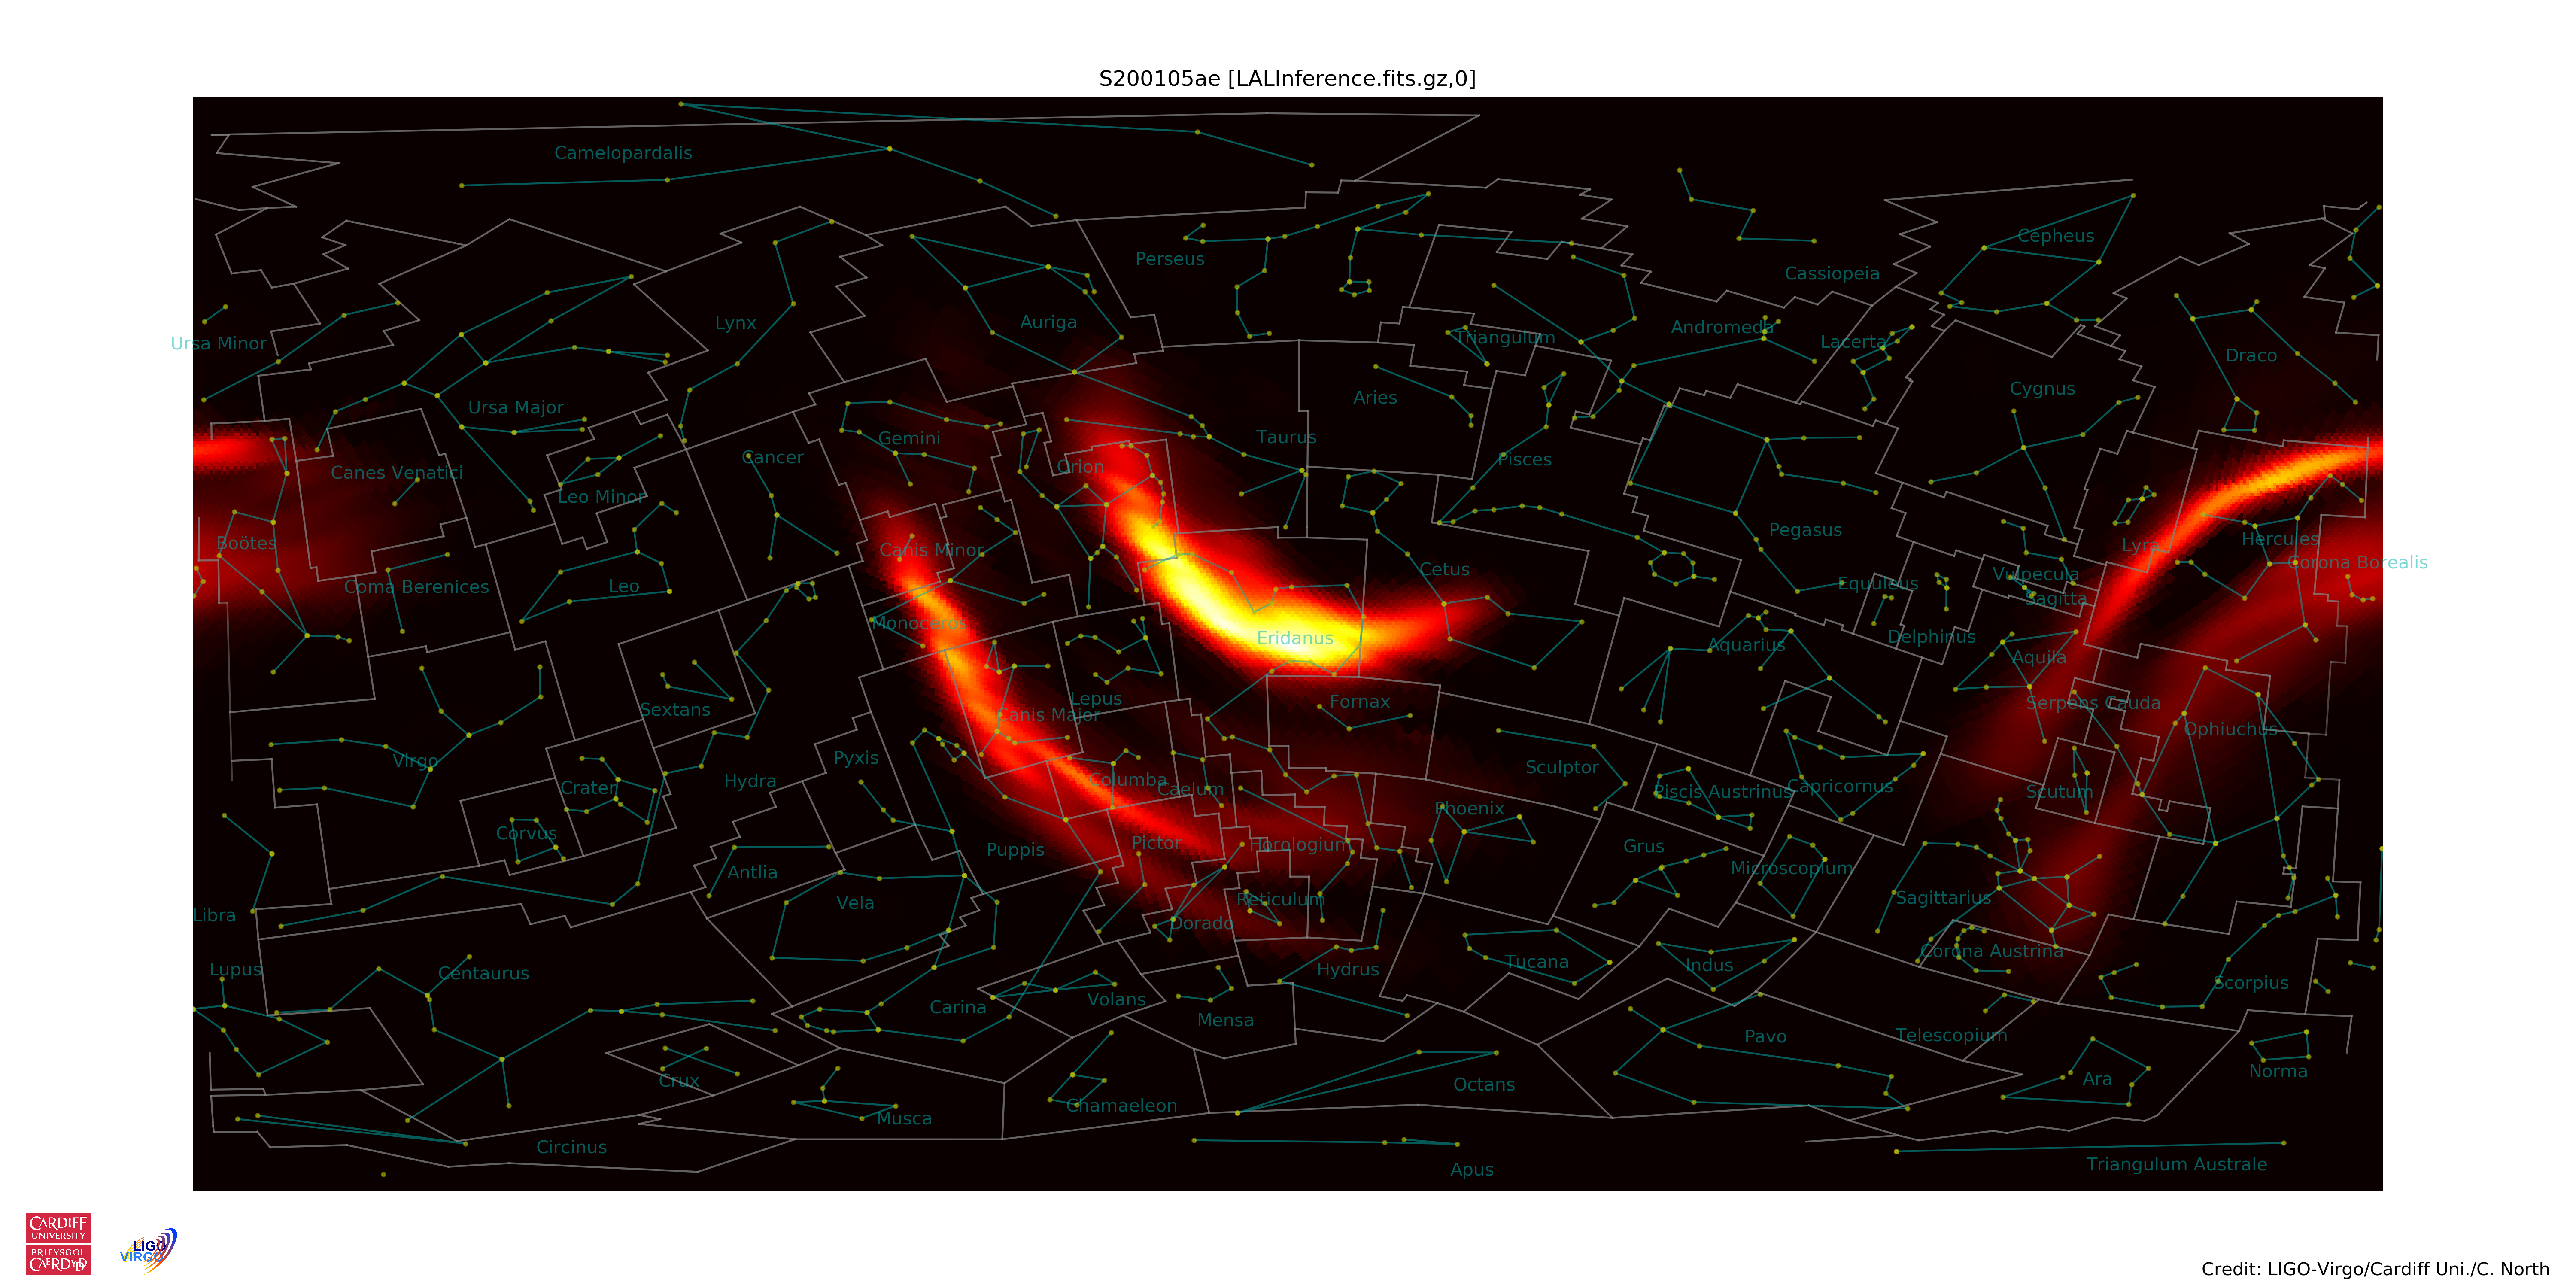 S200105ae [LALInference.fits.gz,0]
Camelopardalis
Cepheus
Perseus
Cassiopeia
Lynx
Auriga
Triangulum
Andromeda
Lacerta
Ursa Minor
Draco
Ursa Major
Aries
Cygnus
Gemini
Taurus
Canes Venatici
Cancer
Orion
Pisces
Leo Minor
Pegasus
Boötes
Canis Minor
Lyra
Hercules
Corona Borealis
Coma Berenices
Leo
Cetus
Equuleus
Vulpecula
Sagitta
Monoceros
Eridanus
Aquarius
Delphinus
Aquila
Sextans
Lepus
Canis Major
Fornax
Serpens Cauda
Ophiuchus
Virgo
Crater
Hydra
Pyxis
Columba
Caelum
Sculptor
Piscis Austrinus
Capricornus
Scutum
Corvus
Puppis
Pictor
Horologium
Phoenix
Grus
Microscopium
Antlia
Vela
Reticulum
Sagittarius
Libra
Dorado
Corona Austrina
Lupus
Centaurus
Hydrus
Tucana
Indus
Scorpius
Carina
Volans
Mensa
Pavo
Telescopium
Crux
Octans
Ara
Norma
Musca
Chamaeleon
Circinus
Apus
Triangulum Australe
CARDIFF
UNIVERSITY
PRIFYSGOL
CAERDYDD
LIGO
VIRGO
Credit: LIGO-Virgo/Cardiff Uni./C. North